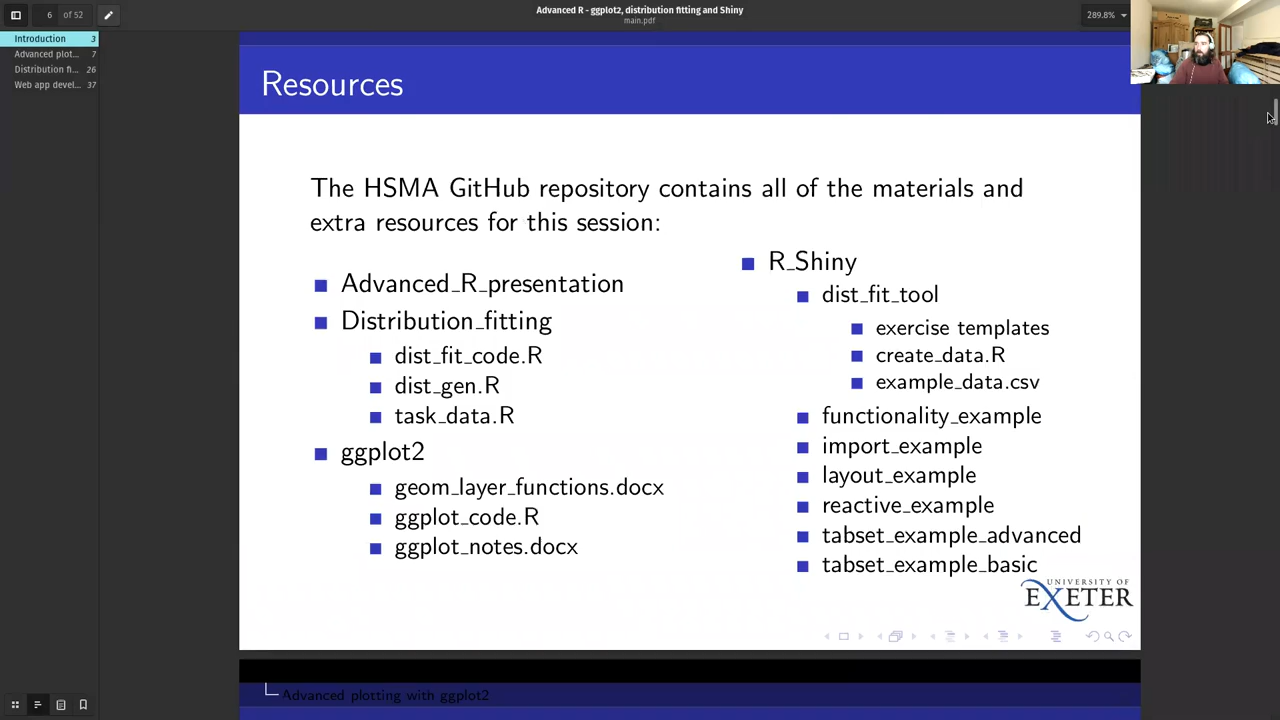 6 of 52
Advanced R - ggplot2, distribution fitting and Shiny
main.pdf
289.8%
Introduction 3
Advanced plot... 7
Distribution fi... 26
Web app devel... 37
Resources
The HSMA GitHub repository contains all of the materials and
extra resources for this session:
Advanced_R_presentation
Distribution_fitting
dist_fit_code.R
dist_gen.R
task_data.R
ggplot2
geom_layer_functions.docx
ggplot_code.R
ggplot_notes.docx
R_Shiny
dist_fit_tool
exercise templates
create_data.R
example_data.csv
functionality_example
import_example
layout_example
reactive_example
tabset_example_advanced
tabset_example_basic
UNIVERSITY OF
EXETER
Advanced plotting with ggplot2